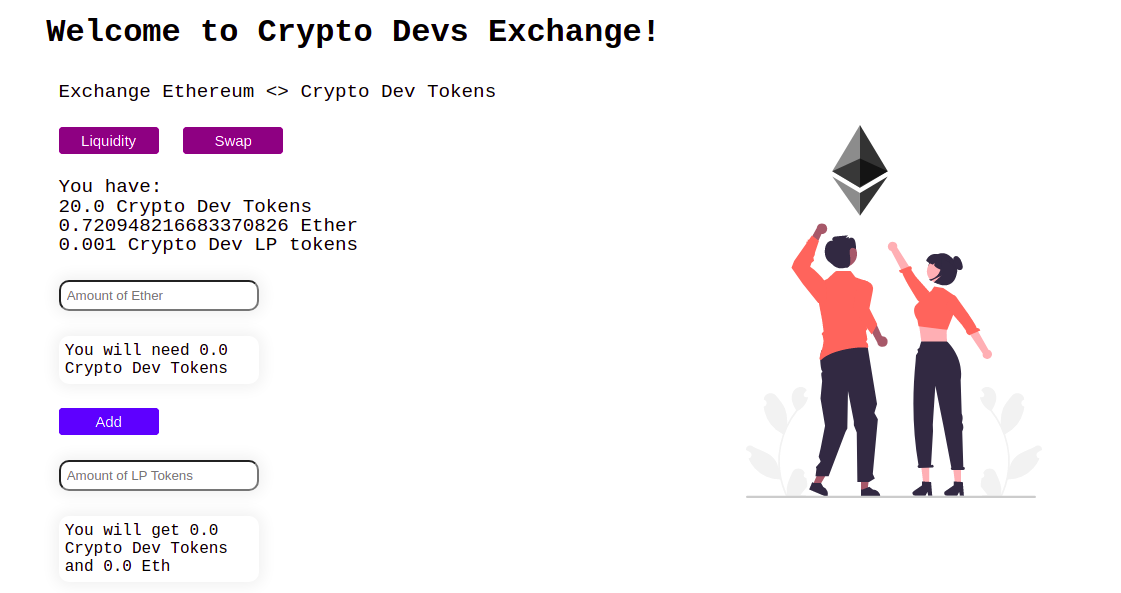 Welcome to Crypto Devs Exchange!
Exchange Ethereum <> Crypto Dev Tokens
Liquidity Swap
You have:
20.0 Crypto Dev Tokens
0.720948216683370826 Ether
0.001 Crypto Dev LP tokens
Amount of Ether
You will need 0.0
Crypto Dev Tokens
Add
Amount of LP Tokens
You will get 0.0
Crypto Dev Tokens
and 0.0 Eth